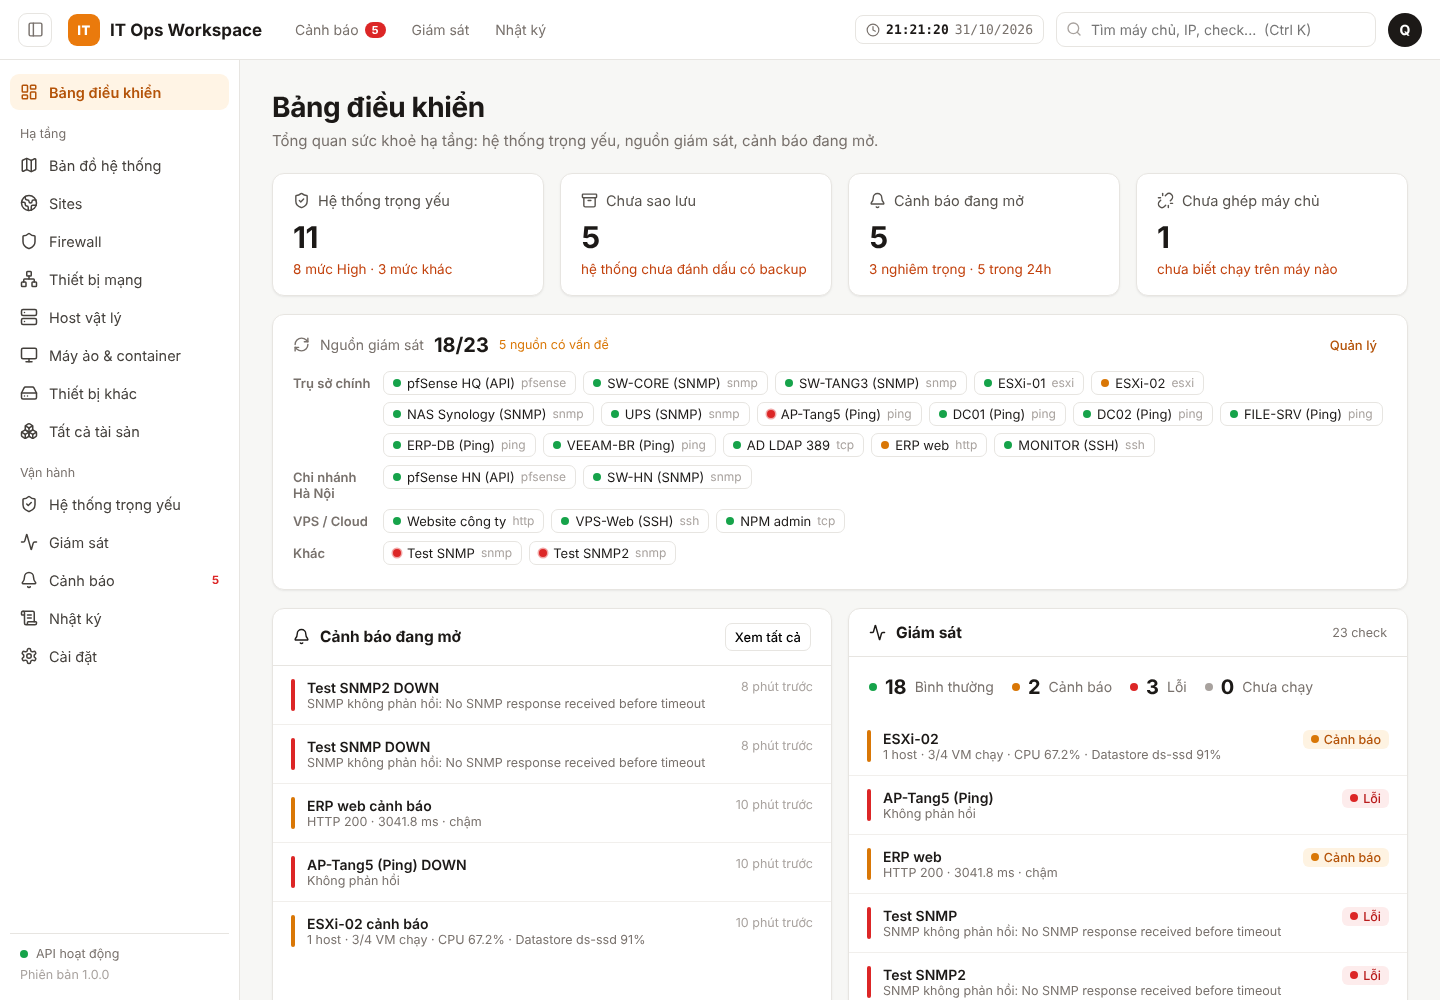 IT IT Ops Workspace
Cảnh báo 5
Giám sát
Nhật ký
21:21:20 31/10/2026
Tìm máy chủ, IP, check... (Ctrl K)
Q
Bảng điều khiển
Hạ tầng
Bản đồ hệ thống
Sites
Firewall
Thiết bị mạng
Host vật lý
Máy ảo & container
Thiết bị khác
Tất cả tài sản
Vận hành
Hệ thống trọng yếu
Giám sát
Cảnh báo 5
Nhật ký
Cài đặt
API hoạt động
Phiên bản 1.0.0
Bảng điều khiển
Tổng quan sức khoẻ hạ tầng: hệ thống trọng yếu, nguồn giám sát, cảnh báo đang mở.
Hệ thống trọng yếu
11
8 mức High · 3 mức khác
Chưa sao lưu
5
hệ thống chưa đánh dấu có backup
Cảnh báo đang mở
5
3 nghiêm trọng · 5 trong 24h
Chưa ghép máy chủ
1
chưa biết chạy trên máy nào
Nguồn giám sát 18/23 5 nguồn có vấn đề
Quản lý
Trụ sở chính
pfSense HQ (API) pfsense
SW-CORE (SNMP) snmp
SW-TANG3 (SNMP) snmp
ESXi-01 esxi
ESXi-02 esxi
NAS Synology (SNMP) snmp
UPS (SNMP) snmp
AP-Tang5 (Ping) ping
DC01 (Ping) ping
DC02 (Ping) ping
FILE-SRV (Ping) ping
ERP-DB (Ping) ping
VEEAM-BR (Ping) ping
AD LDAP 389 tcp
ERP web http
MONITOR (SSH) ssh
Chi nhánh
Hà Nội
pfSense HN (API) pfsense
SW-HN (SNMP) snmp
VPS / Cloud
Website công ty http
VPS-Web (SSH) ssh
NPM admin tcp
Khác
Test SNMP snmp
Test SNMP2 snmp
Cảnh báo đang mở
Xem tất cả
Test SNMP2 DOWN
8 phút trước
SNMP không phản hồi: No SNMP response received before timeout
Test SNMP DOWN
8 phút trước
SNMP không phản hồi: No SNMP response received before timeout
ERP web cảnh báo
10 phút trước
HTTP 200 · 3041.8 ms · chậm
AP-Tang5 (Ping) DOWN
10 phút trước
Không phản hồi
ESXi-02 cảnh báo
10 phút trước
1 host · 3/4 VM chạy · CPU 67.2% · Datastore ds-ssd 91%
Giám sát
23 check
18 Bình thường
2 Cảnh báo
3 Lỗi
0 Chưa chạy
ESXi-02
Cảnh báo
1 host · 3/4 VM chạy · CPU 67.2% · Datastore ds-ssd 91%
AP-Tang5 (Ping)
Lỗi
Không phản hồi
ERP web
Cảnh báo
HTTP 200 · 3041.8 ms · chậm
Test SNMP
Lỗi
SNMP không phản hồi: No SNMP response received before timeout
Test SNMP2
Lỗi
SNMP không phản hồi: No SNMP response received before timeout